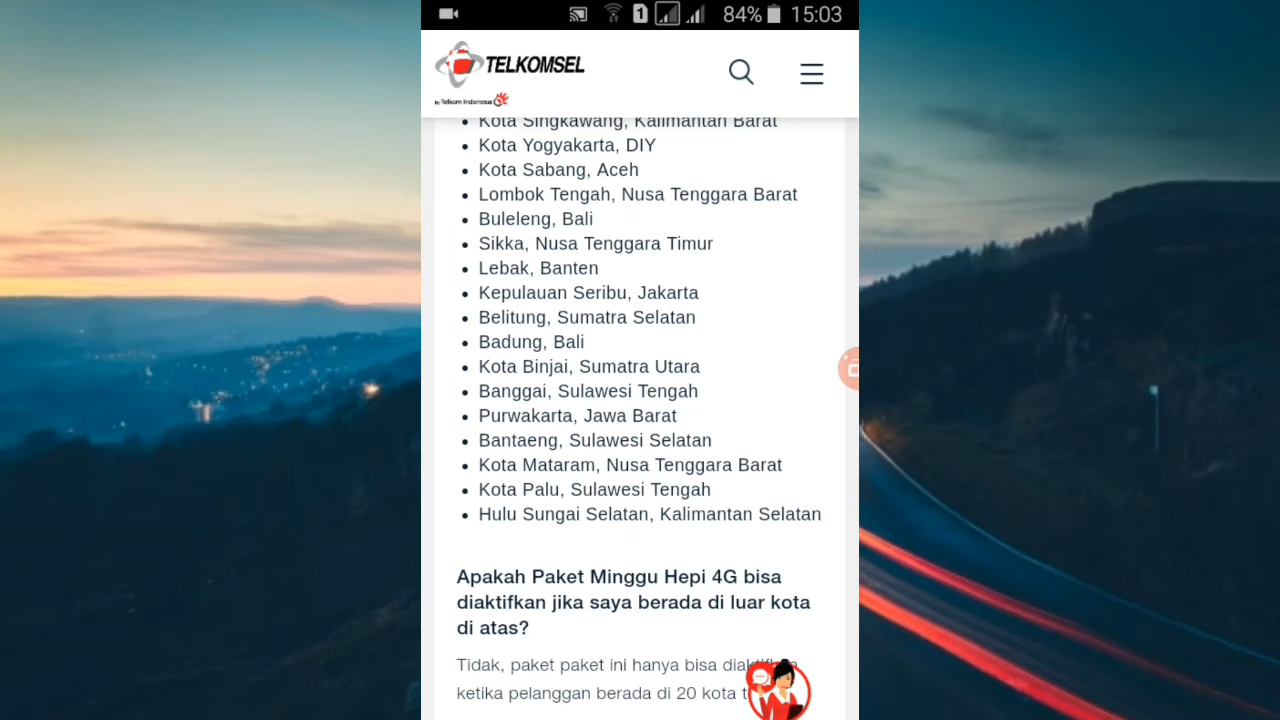 84% 15:03
1
TELKOMSEL
by Telkom Indonesia
Kota Singkawang, Kalimantan Barat
Kota Yogyakarta, DIY
Kota Sabang, Aceh
Lombok Tengah, Nusa Tenggara Barat
Buleleng, Bali
Sikka, Nusa Tenggara Timur
Lebak, Banten
Kepulauan Seribu, Jakarta
Belitung, Sumatra Selatan
Badung, Bali
Kota Binjai, Sumatra Utara
Banggai, Sulawesi Tengah
Purwakarta, Jawa Barat
Bantaeng, Sulawesi Selatan
Kota Mataram, Nusa Tenggara Barat
Kota Palu, Sulawesi Tengah
Hulu Sungai Selatan, Kalimantan Selatan
Apakah Paket Minggu Hepi 4G bisa
diaktifkan jika saya berada di luar kota
di atas?
Tidak, paket paket ini hanya bisa diaktifkan
ketika pelanggan berada di 20 kota